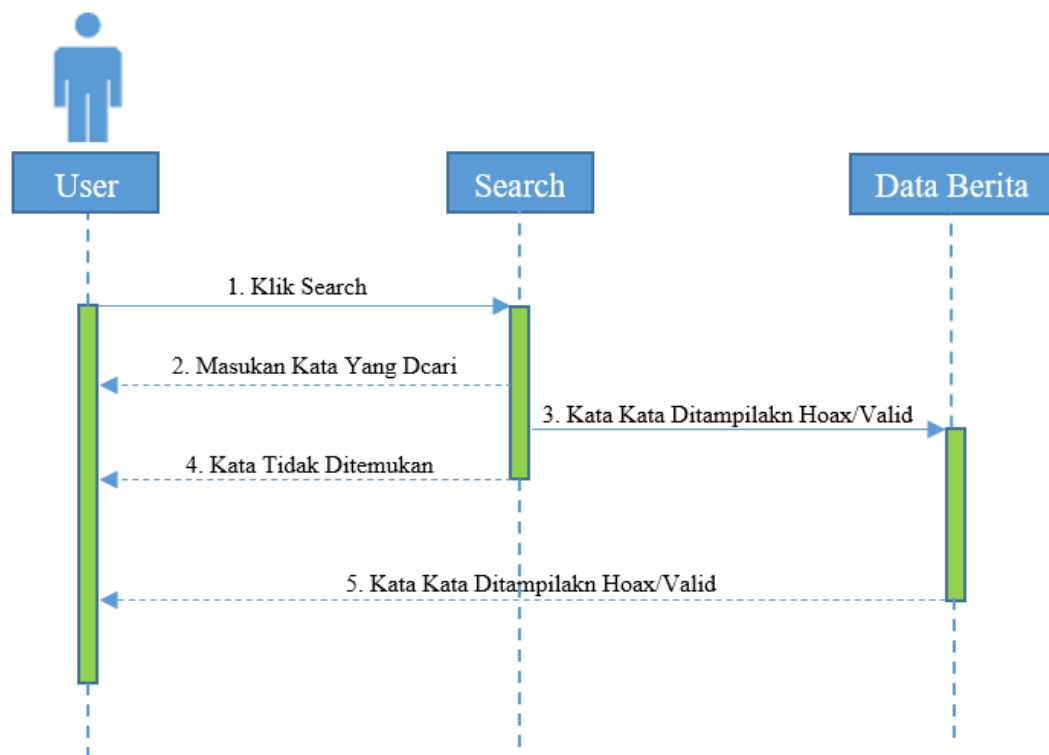 User
Search
Data Berita
1. Klik Search
2. Masukan Kata Yang Dcari
3. Kata Kata Ditampilakn Hoax/Valid
4. Kata Tidak Ditemukan
5. Kata Kata Ditampilakn Hoax/Valid